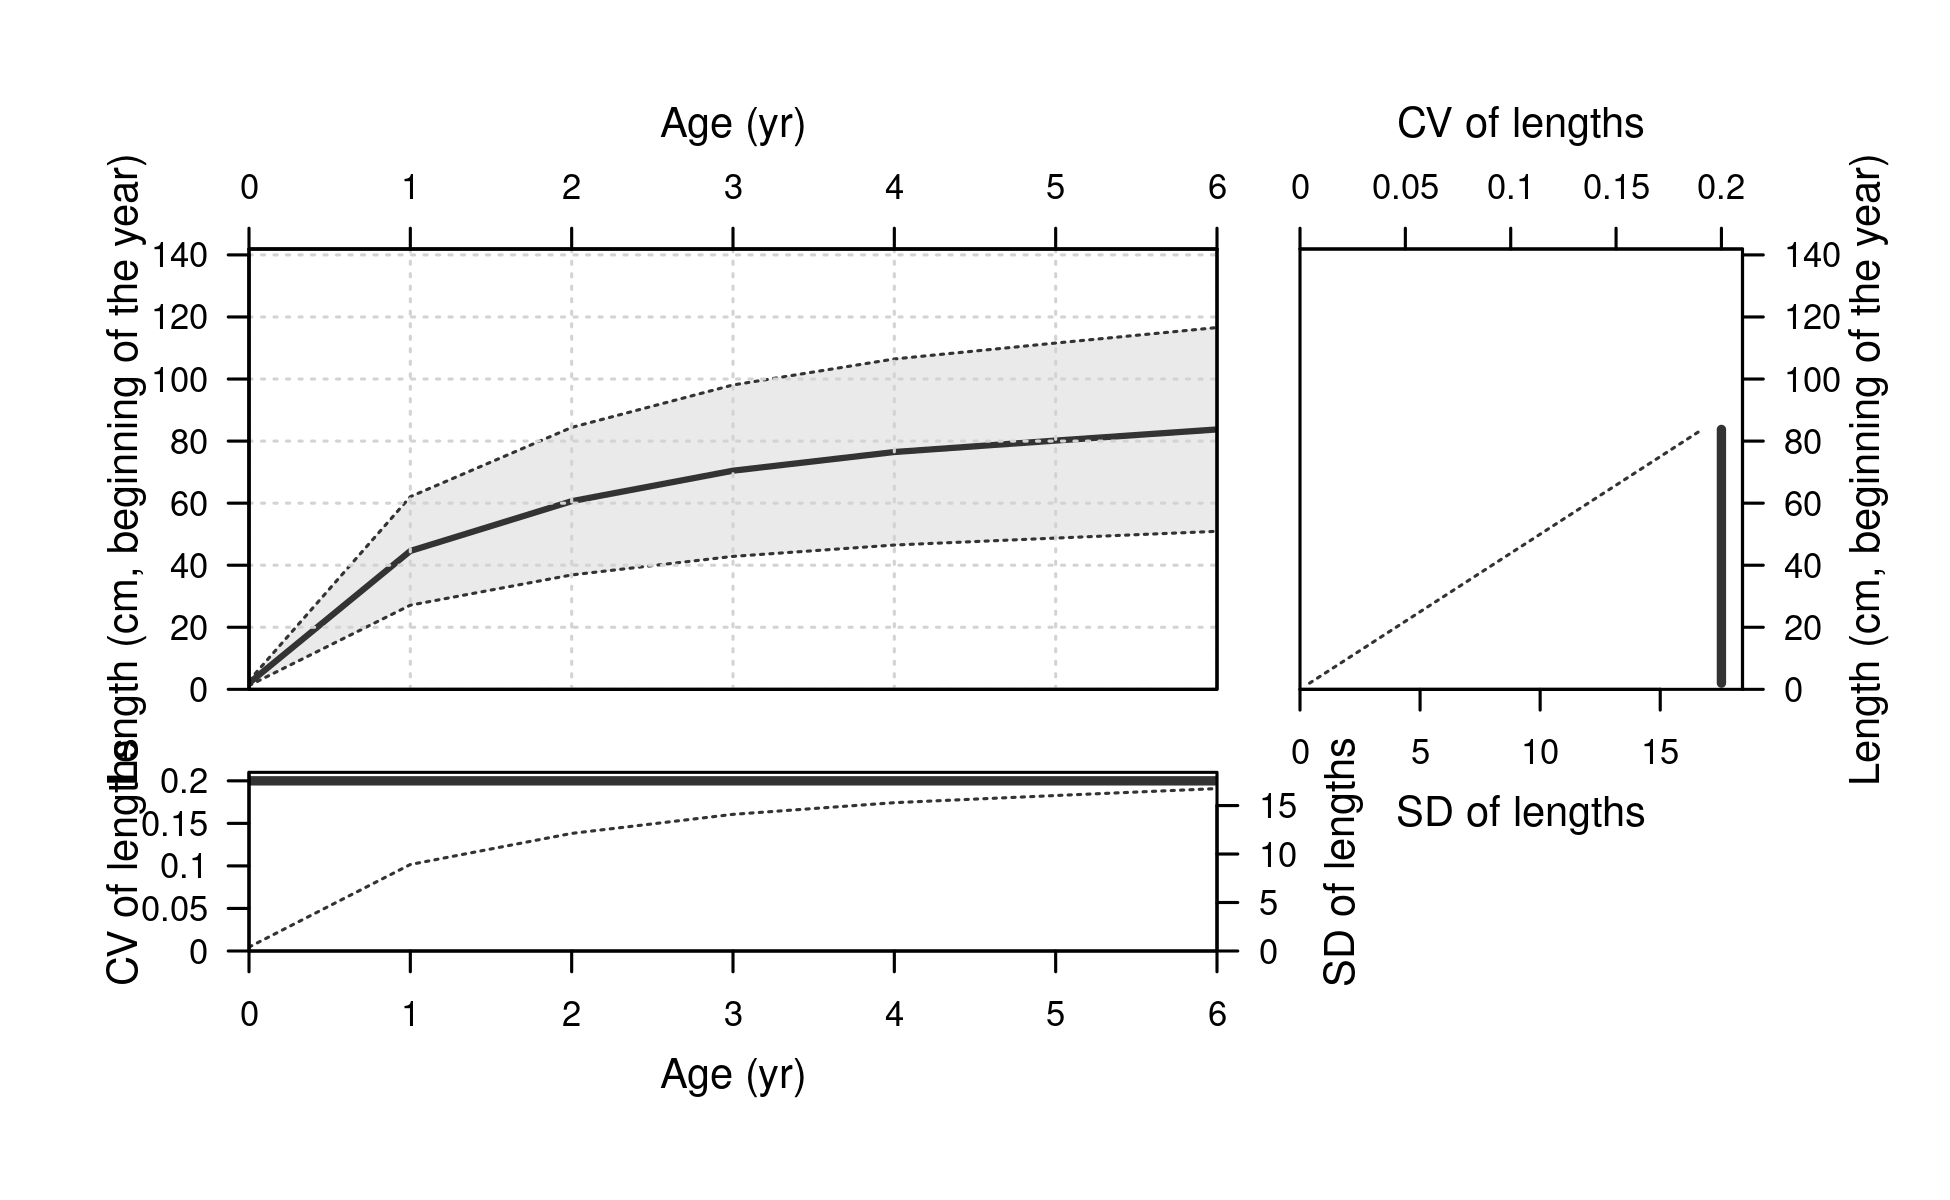 Age (yr)
CV of lengths
0 1 2 3 4 5 6
0 0.05 0.1 0.15 0.2
Length (cm, beginning of the year)
140
120
100
80
60
40
20
0
140
120
100
80
60
40
20
0
Length (cm, beginning of the year)
0 5 10 15
SD of lengths
CV of lengths
0.2
0.15
0.1
0.05
0
15
10
5
0
SD of lengths
0 1 2 3 4 5 6
Age (yr)